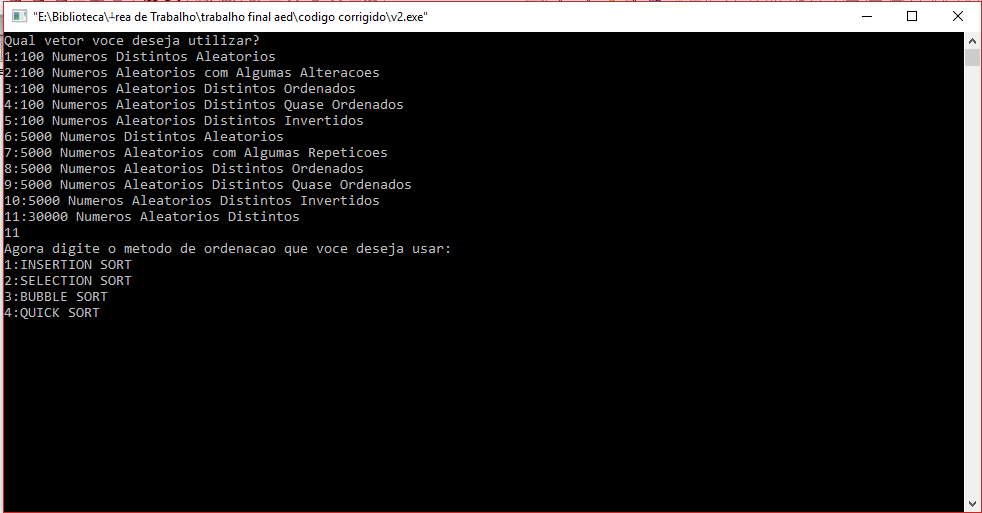 "E:\Biblioteca\┴rea de Trabalho\trabalho final aed\codigo corrigido\v2.exe"
Qual vetor voce deseja utilizar?
1:100 Numeros Distintos Aleatorios
2:100 Numeros Aleatorios com Algumas Alteracoes
3:100 Numeros Aleatorios Distintos Ordenados
4:100 Numeros Aleatorios Distintos Quase Ordenados
5:100 Numeros Aleatorios Distintos Invertidos
6:5000 Numeros Distintos Aleatorios
7:5000 Numeros Aleatorios com Algumas Repeticoes
8:5000 Numeros Aleatorios Distintos Ordenados
9:5000 Numeros Aleatorios Distintos Quase Ordenados
10:5000 Numeros Aleatorios Distintos Invertidos
11:30000 Numeros Aleatorios Distintos
11
Agora digite o metodo de ordenacao que voce deseja usar:
1:INSERTION SORT
2:SELECTION SORT
3:BUBBLE SORT
4:QUICK SORT